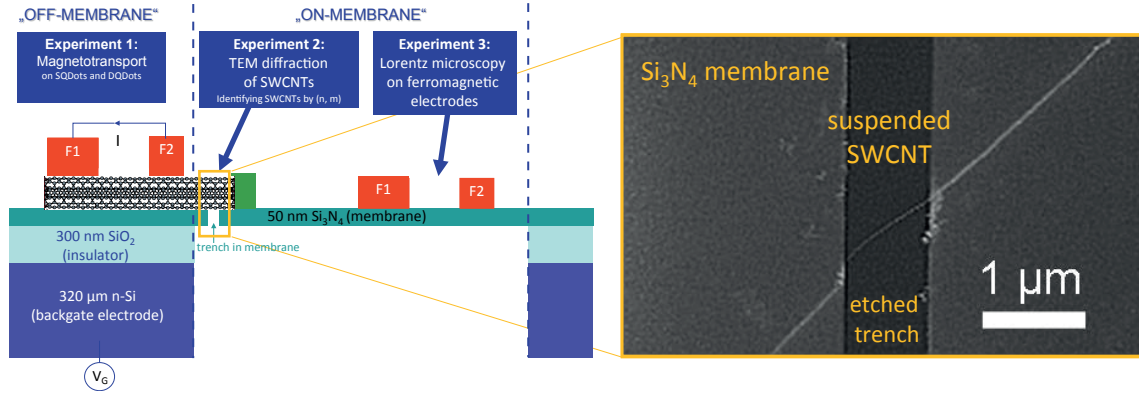 „OFF-MEMBRANE“
„ON-MEMBRANE“
Experiment 1:
Magnetotransport
on SQDots and DQDots
Experiment 2:
TEM diffraction
of SWCNTs
Identifying SWCNTs by (n, m)
Experiment 3:
Lorentz microscopy
on ferromagnetic
electrodes
I
F1
F2
F1
F2
50 nm Si₃N₄ (membrane)
300 nm SiO₂
(insulator)
trench in membrane
320 μm n-Si
(backgate electrode)
V_G
Si₃N₄ membrane
suspended
SWCNT
etched
trench
1 μm